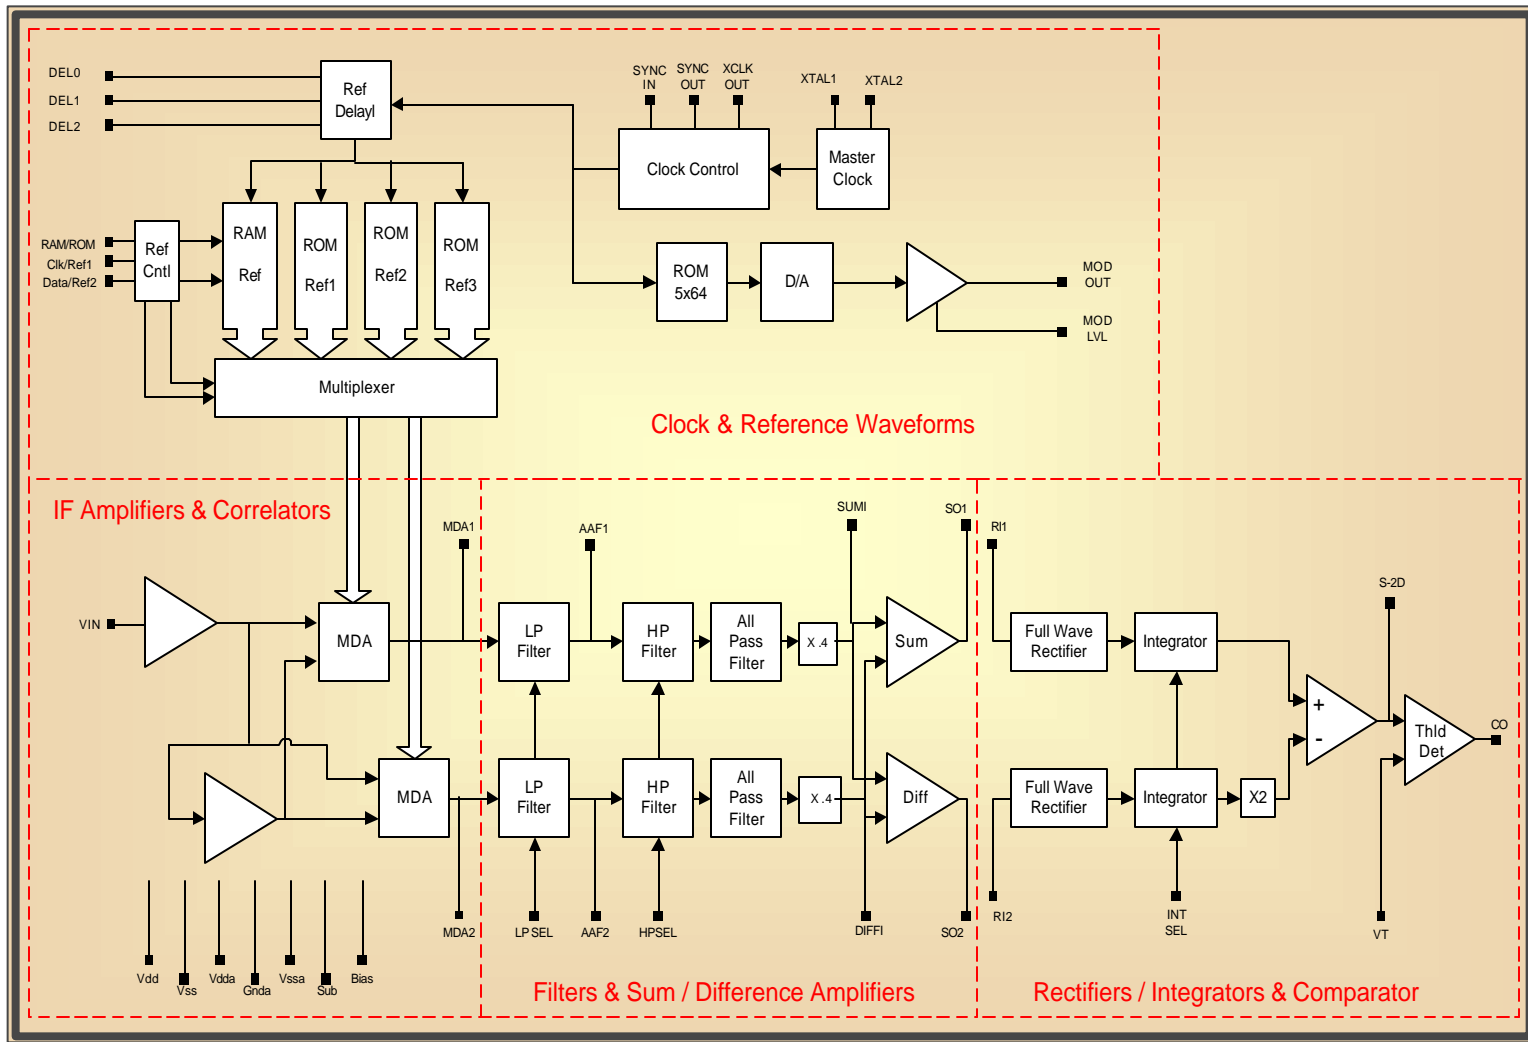 DEL0
DEL1
DEL2
Ref
Delayl
SYNC
IN
SYNC
OUT
XCLK
OUT
XTAL1
XTAL2
Clock Control
Master
Clock
RAM/ROM
Clk/Ref1
Data/Ref2
Ref
Cntl
RAM
Ref
ROM
Ref1
ROM
Ref2
ROM
Ref3
ROM
5x64
D/A
MOD
OUT
MOD
LVL
Multiplexer
Clock & Reference Waveforms
IF Amplifiers & Correlators
MDA1
AAF1
SUMI
SO1
RI1
S-2D
VIN
MDA
LP
Filter
HP
Filter
All
Pass
Filter
X .4
Sum
Full Wave
Rectifier
Integrator
+
-
Thld
Det
CO
MDA
LP
Filter
HP
Filter
All
Pass
Filter
X .4
Diff
Full Wave
Rectifier
Integrator
X2
MDA2
LP SEL
AAF2
HPSEL
DIFFI
SO2
RI2
INT
SEL
VT
Vdd
Vss
Vdda
Gnda
Vssa
Sub
Bias
Filters & Sum / Difference Amplifiers
Rectifiers / Integrators & Comparator